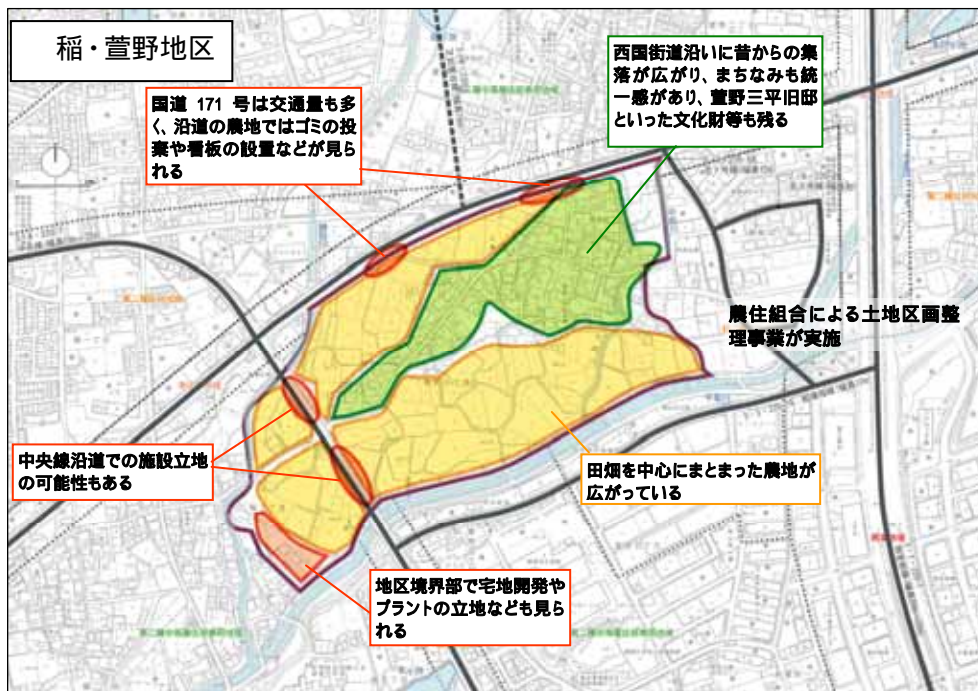 稲・萱野地区
国道 171 号は交通量も多
く、沿道の農地ではゴミの投
棄や看板の設置などが見ら
れる
西国街道沿いに昔からの集
落が広がり、まちなみも統
一感があり、萱野三平旧邸
といった文化財等も残る
農住組合による土地区画整
理事業が実施
中央線沿道での施設立地
の可能性もある
田畑を中心にまとまった農地が
広がっている
地区境界部で宅地開発や
プラントの立地なども見ら
れる